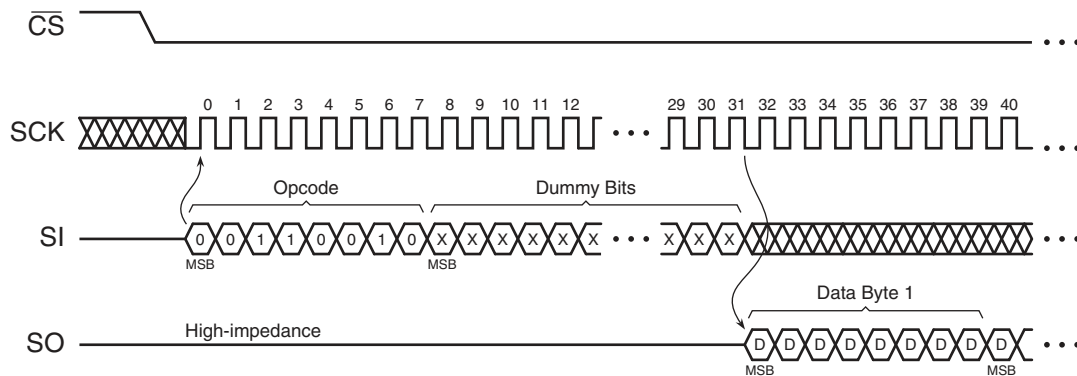 CS
0 1 2 3 4 5 6 7 8 9 10 11 12 29 30 31 32 33 34 35 36 37 38 39 40
SCK
Opcode Dummy Bits
SI 0 0 1 1 0 0 1 0 X X X X X X X X X
MSB MSB
Data Byte 1
High-impedance
SO D D D D D D D D D
MSB MSB